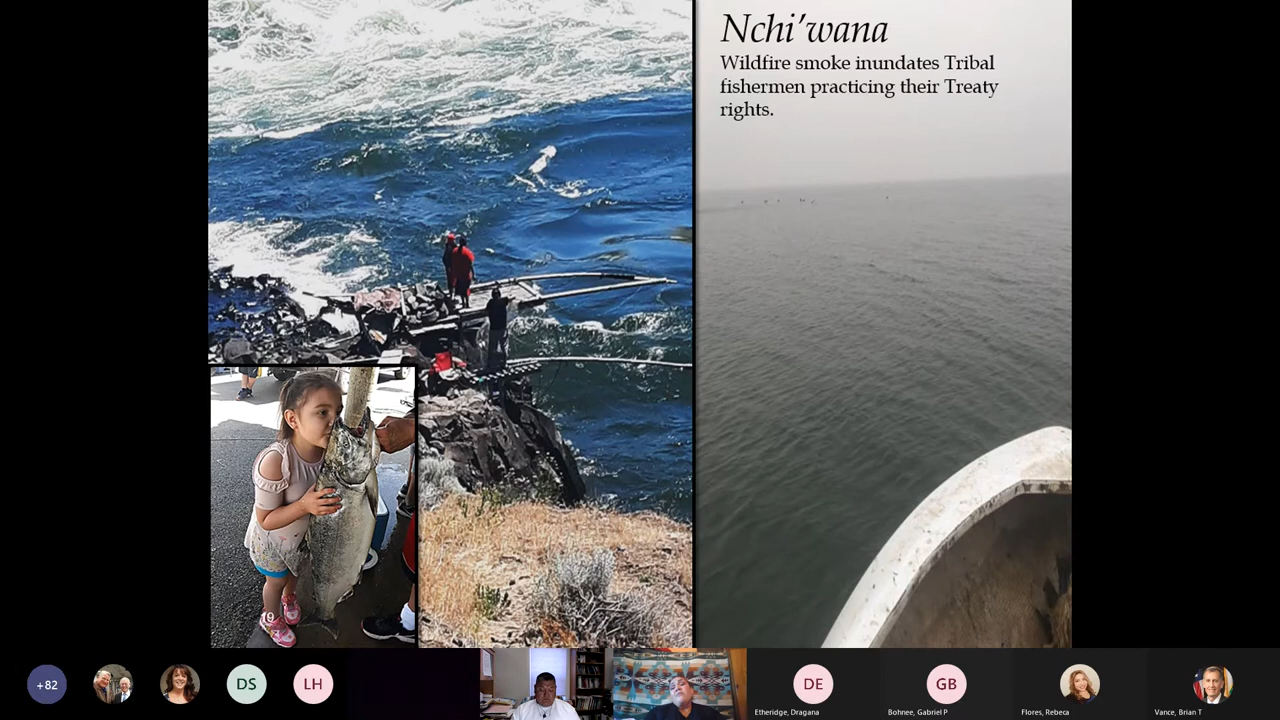 Nchi'wana
Wildfire smoke inundates Tribal
fishermen practicing their Treaty
rights.
19
+82
DS
LH
DE
GB
Etheridge, Dragana
Bohnee, Gabriel P
Flores, Rebeca
Vance, Brian T